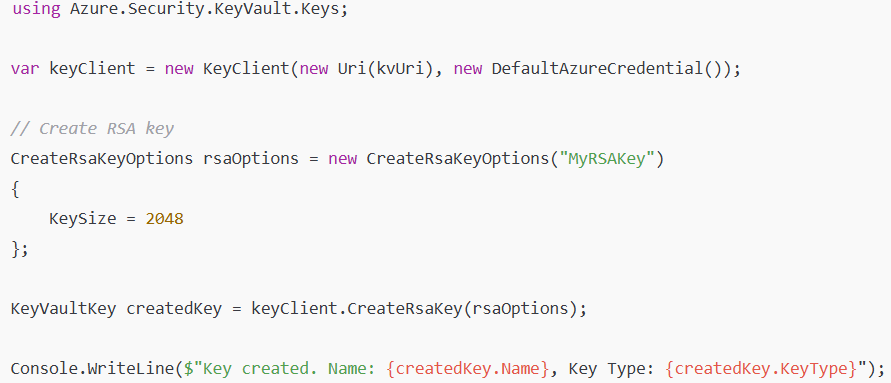 using Azure.Security.KeyVault.Keys;
var keyClient = new KeyClient(new Uri(kvUri), new DefaultAzureCredential());
// Create RSA key
CreateRsaKeyOptions rsaOptions = new CreateRsaKeyOptions("MyRSAKey")
{
    KeySize = 2048
};
KeyVaultKey createdKey = keyClient.CreateRsaKey(rsaOptions);
Console.WriteLine($"Key created. Name: {createdKey.Name}, Key Type: {createdKey.KeyType}");